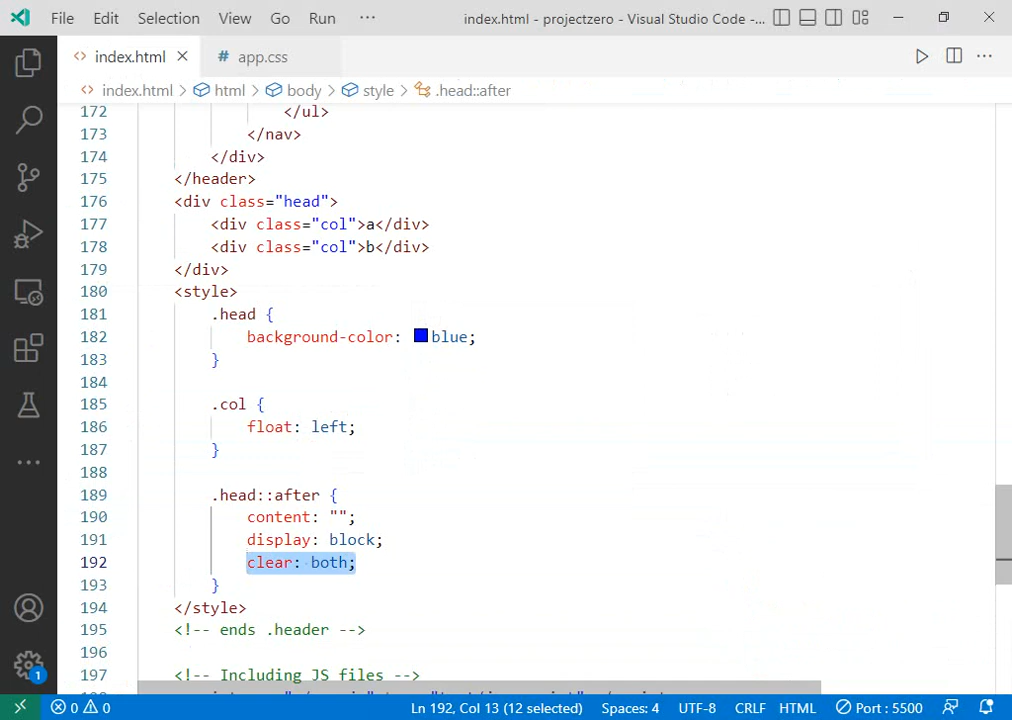 File Edit Selection View Go Run ··· index.html - projectzero - Visual Studio Code -...
index.html app.css
index.html > html > body > style > .head::after
172 </ul>
173 </nav>
174 </div>
175 </header>
176 <div class="head">
177 <div class="col">a</div>
178 <div class="col">b</div>
179 </div>
180 <style>
181 .head {
182 background-color: blue;
183 }
184
185 .col {
186 float: left;
187 }
188
189 .head::after {
190 content: "";
191 display: block;
192 clear: both;
193 }
194 </style>
195 <!-- ends .header -->
196
197 <!-- Including JS files -->
1
0 0 Ln 192, Col 13 (12 selected) Spaces: 4 UTF-8 CRLF HTML Port : 5500